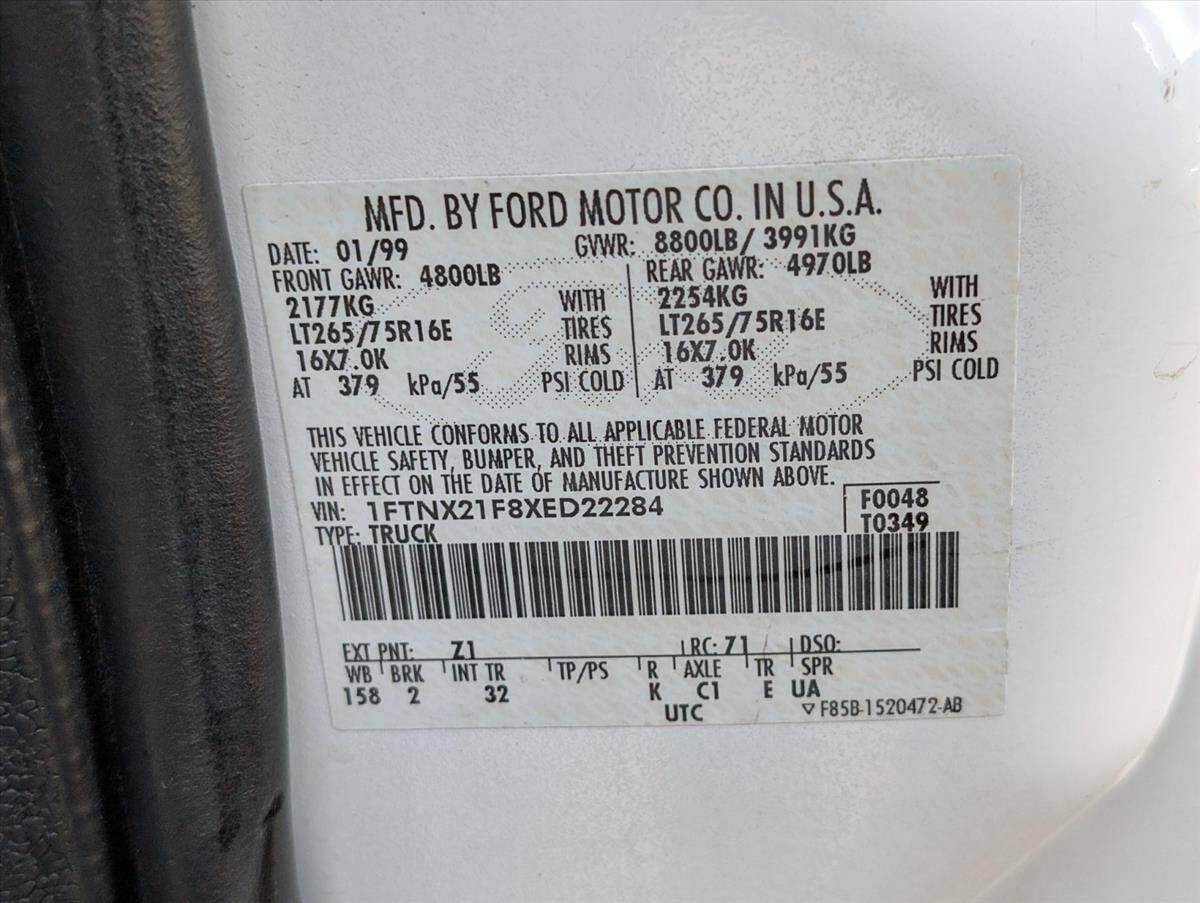 MFD. BY FORD MOTOR CO. IN U.S.A.
DATE: 01/99 GVWR: 8800LB/ 3991KG
FRONT GAWR: 4800LB REAR GAWR: 4970LB
2177KG WITH 2254KG WITH
LT265/75R16E TIRES LT265/75R16E TIRES
16X7.0K RIMS 16X7.0K RIMS
AT 379 kPa/55 PSI COLD AT 379 kPa/55 PSI COLD
THIS VEHICLE CONFORMS TO ALL APPLICABLE FEDERAL MOTOR
VEHICLE SAFETY, BUMPER, AND THEFT PREVENTION STANDARDS
IN EFFECT ON THE DATE OF MANUFACTURE SHOWN ABOVE.
VIN: 1FTNX21F8XED22284 F0048
TYPE: TRUCK T0349
EXT PNT: Z1 RC: 71 DSO:
WB BRK INT TR TP/PS R AXLE TR SPR
158 2 32 K C1 E UA
UTC ▽ F85B-1520472-AB